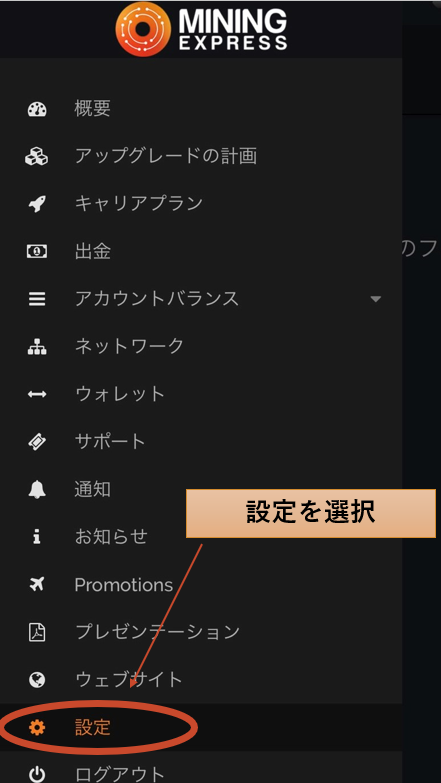 MINING
EXPRESS
概要
アップグレードの計画
キャリアプラン
出金
のフ
アカウントバランス
ネットワーク
ウォレット
サポート
通知
設定を選択
お知らせ
Promotions
プレゼンテーション
ウェブサイト
設定
ログアウト